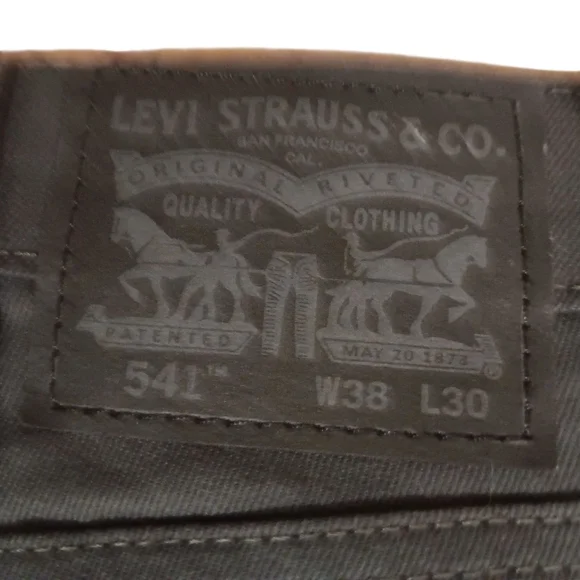 LEVI STRAUSS & CO.
SAN FRANCISCO
CAL.
ORIGINAL RIVETED
QUALITY CLOTHING
PATENTED MAY 20 1873
541™ W38 L30